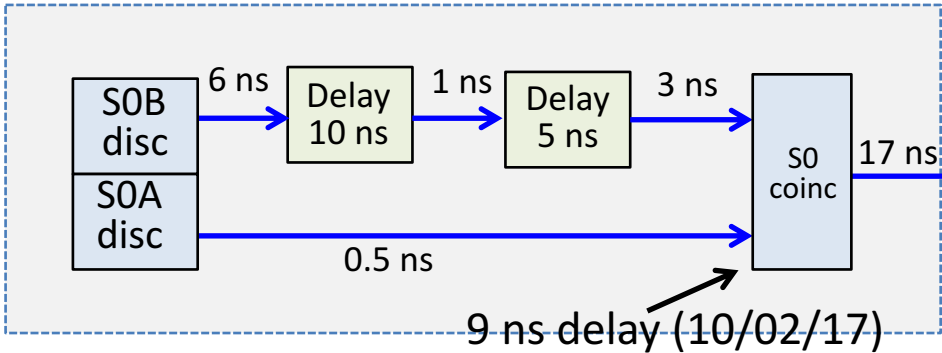 S0B
disc
6 ns
Delay
10 ns
1 ns
Delay
5 ns
3 ns
S0
coinc
17 ns
S0A
disc
0.5 ns
9 ns delay (10/02/17)